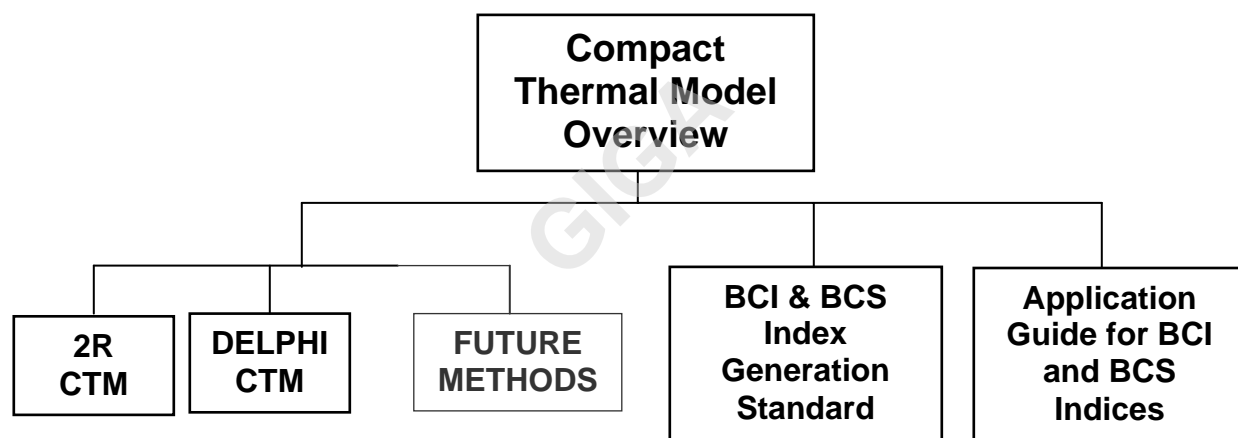 Compact
Thermal Model
Overview
GIGA
2R
CTM
DELPHI
CTM
FUTURE
METHODS
BCI & BCS
Index
Generation
Standard
Application
Guide for BCI
and BCS
Indices